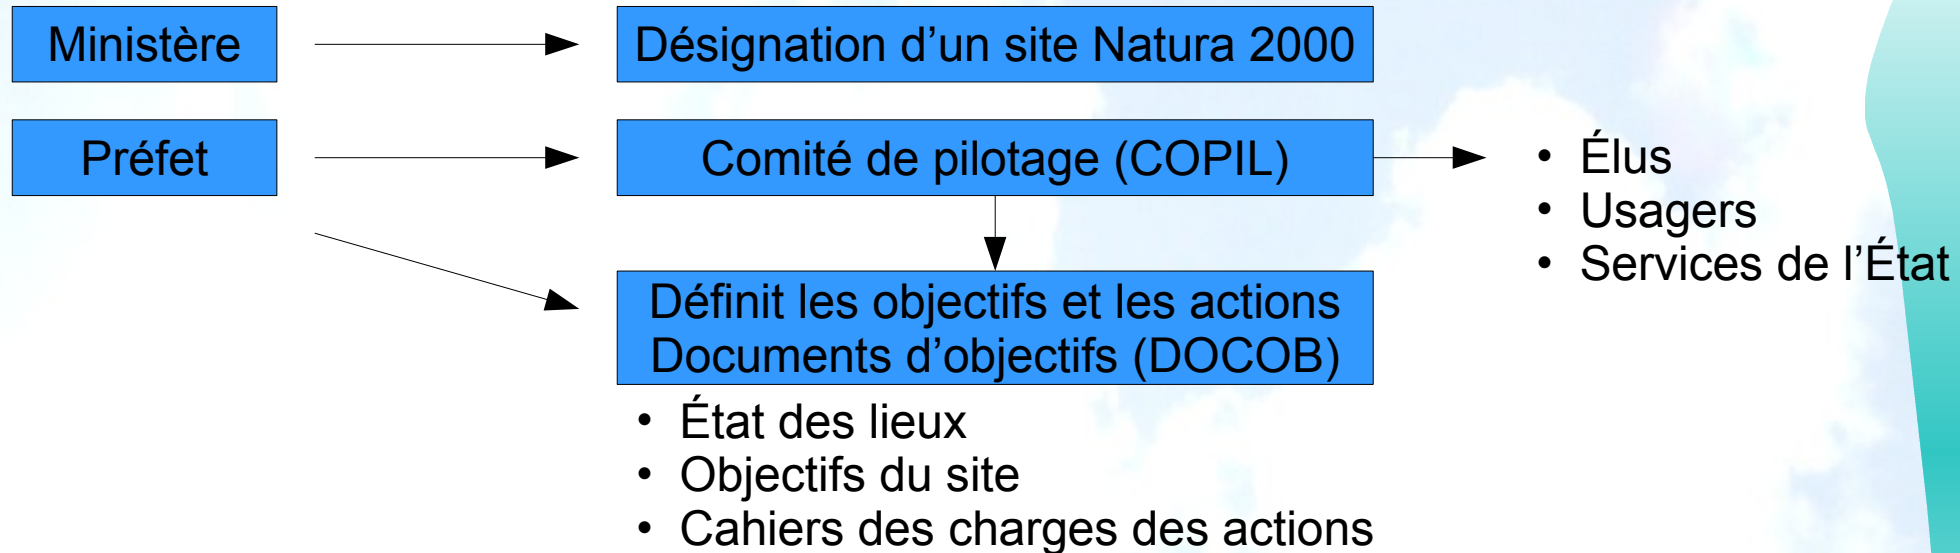 Ministère
Désignation d’un site Natura 2000
Préfet
Comité de pilotage (COPIL)
• Élus
• Usagers
• Services de l’État
Définit les objectifs et les actions
Documents d’objectifs (DOCOB)
• État des lieux
• Objectifs du site
• Cahiers des charges des actions